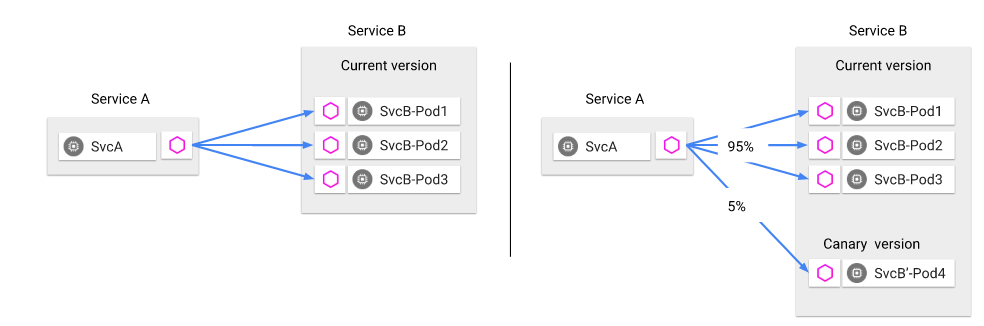 Service B
Current version
Service A
SvcA
SvcB-Pod1
SvcB-Pod2
SvcB-Pod3
Service B
Current version
Service A
SvcA
95%
5%
SvcB-Pod1
SvcB-Pod2
SvcB-Pod3
Canary version
SvcB'-Pod4